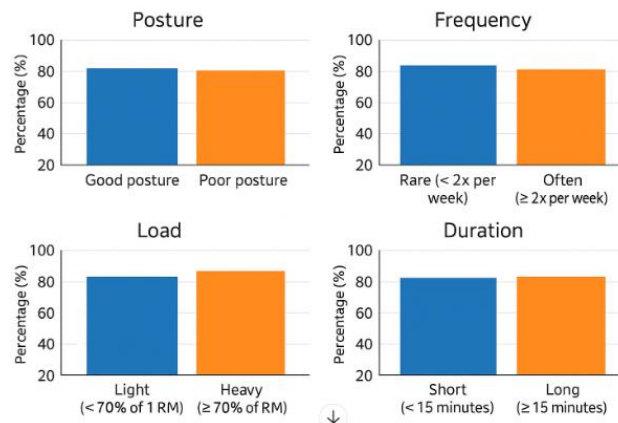 Posture
Percentage (%)
100
80
60
40
20
Good posture
Poor posture
Frequency
Percentage (%)
100
80
60
40
20
Rare (< 2x per
week)
Often
(≥ 2x per week)
Load
Percentage (%)
100
80
60
40
20
Light
(< 70% of 1 RM)
Heavy
(≥ 70% of RM)
Duration
Percentage (%)
100
80
60
40
20
Short
(< 15 minutes)
Long
(≥ 15 minutes)